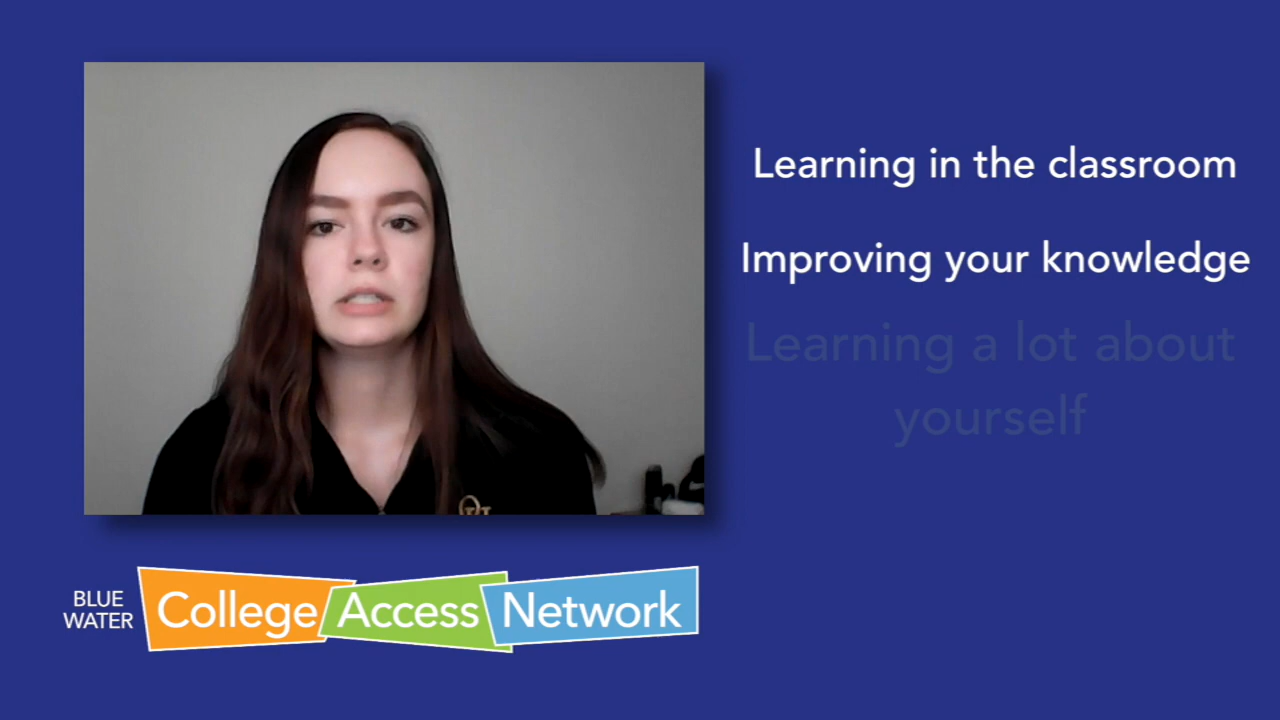 Learning in the classroom
Improving your knowledge
Learning a lot about
yourself
BLUE
WATER
College Access Network